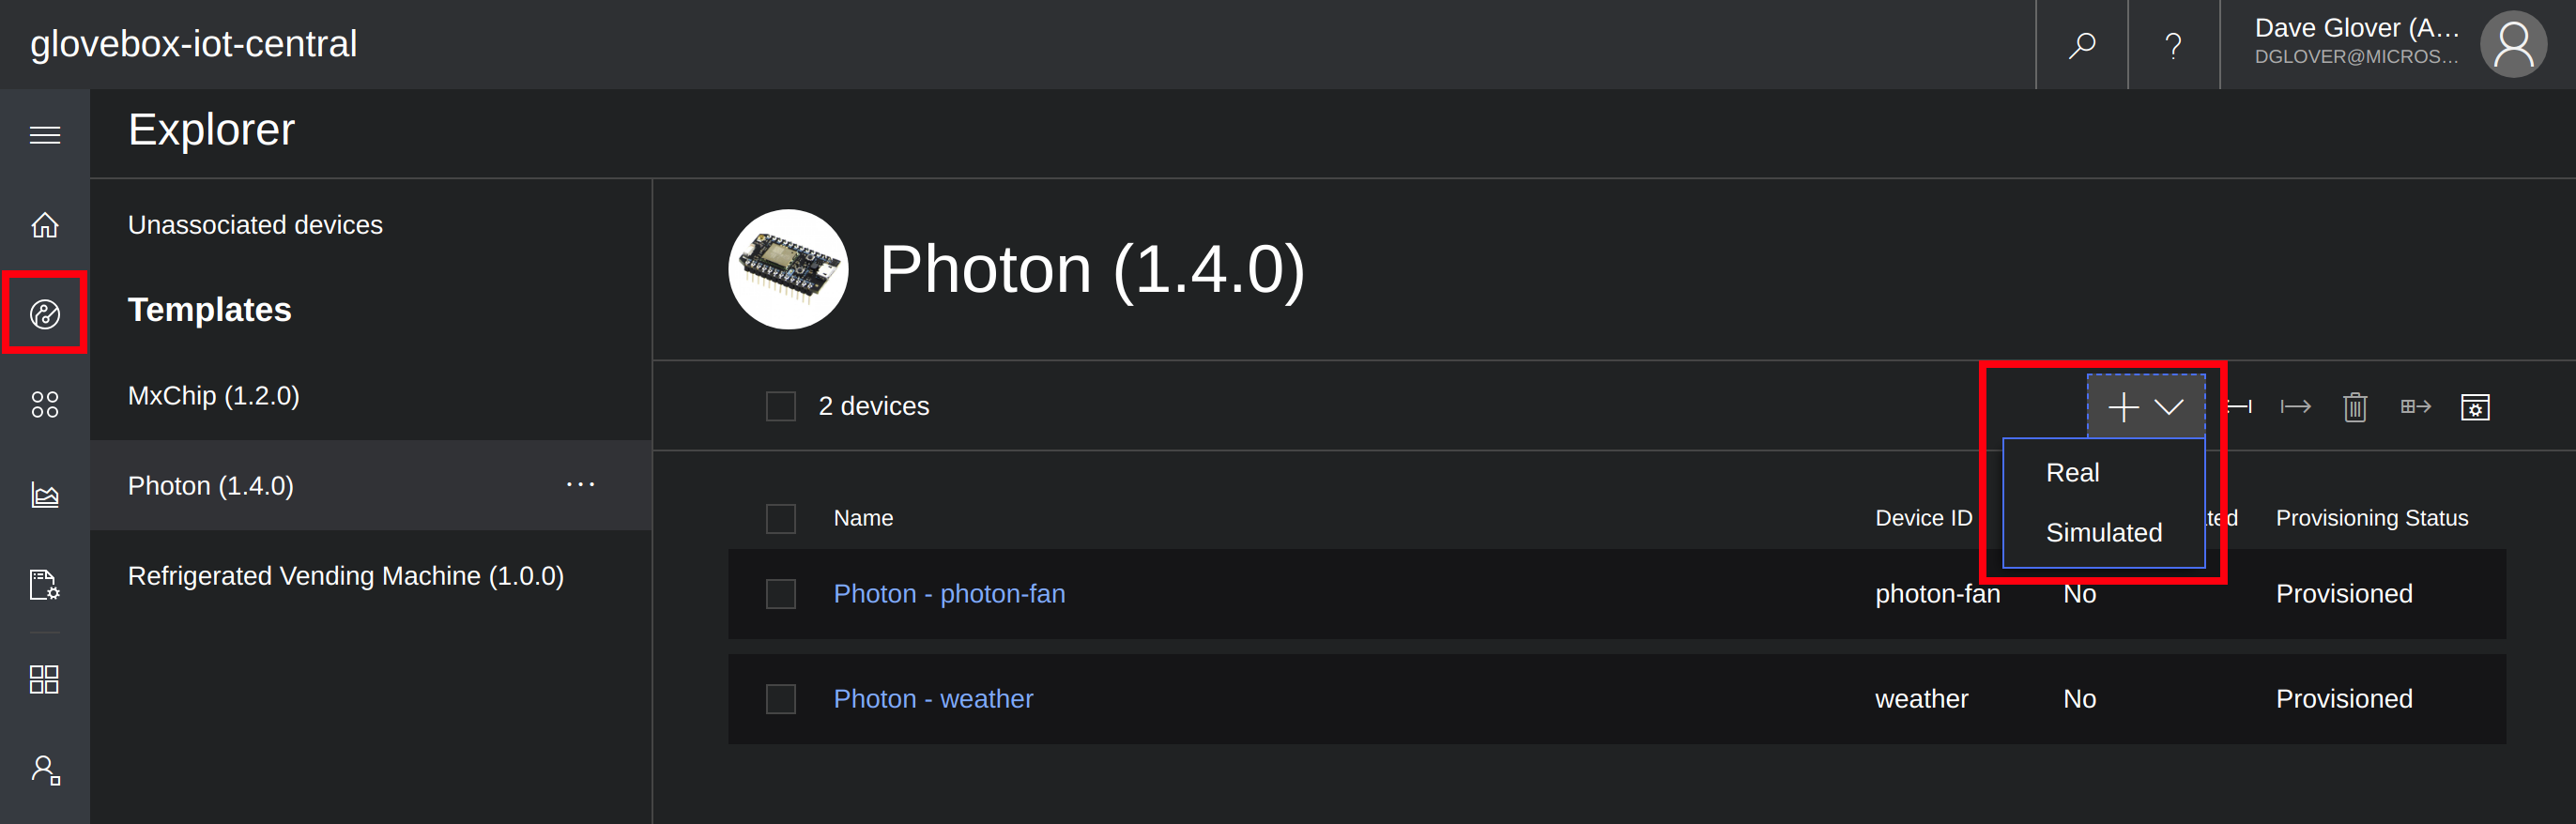 glovebox-iot-central
?
Dave Glover (A...
DGLOVER@MICROS...
Explorer
Unassociated devices
Templates
MxChip (1.2.0)
Photon (1.4.0)
...
Refrigerated Vending Machine (1.0.0)
Photon (1.4.0)
2 devices
Real
Simulated
Name
Device ID
ted
Provisioning Status
Photon - photon-fan
photon-fan
No
Provisioned
Photon - weather
weather
No
Provisioned